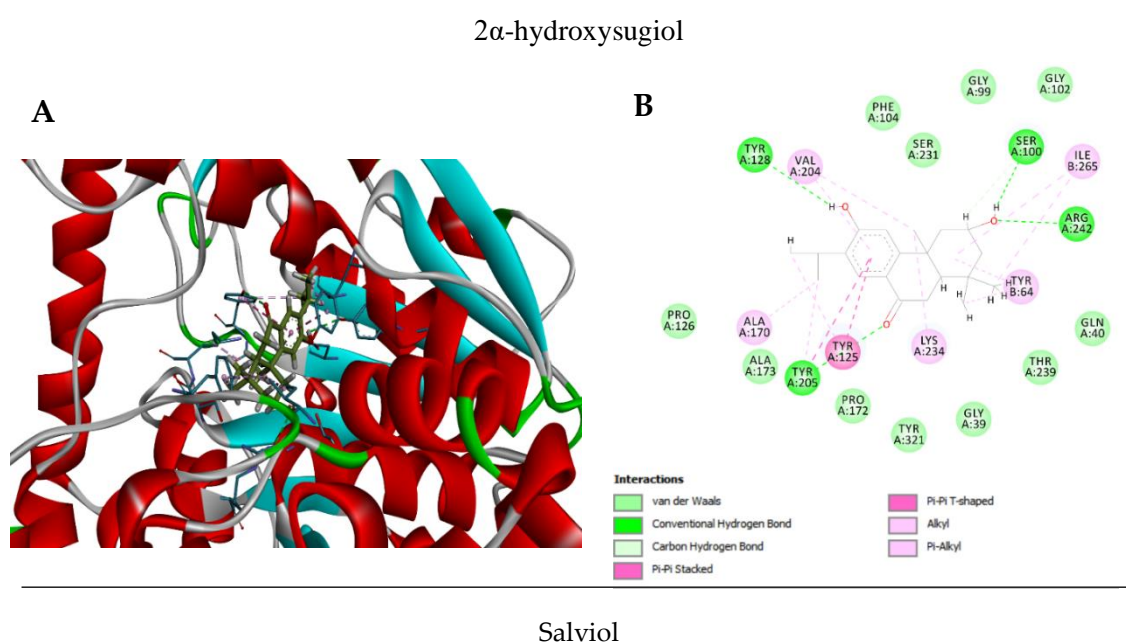 2α-hydroxysugiol
A
B
GLY
A:99
GLY
A:102
PHE
A:104
SER
A:231
SER
A:100
TYR
A:128
VAL
A:204
ILE
B:265
H
O
H
O
ARG
A:242
H
H
H
H
H
H
O
TYR
B:64
PRO
A:126
ALA
A:170
ALA
A:173
TYR
A:205
TYR
A:125
LYS
A:234
GLN
A:40
THR
A:239
PRO
A:172
TYR
A:321
GLY
A:39
Interactions
van der Waals
Conventional Hydrogen Bond
Carbon Hydrogen Bond
Pi-Pi Stacked
Pi-Pi T-shaped
Alkyl
Pi-Alkyl
Salviol